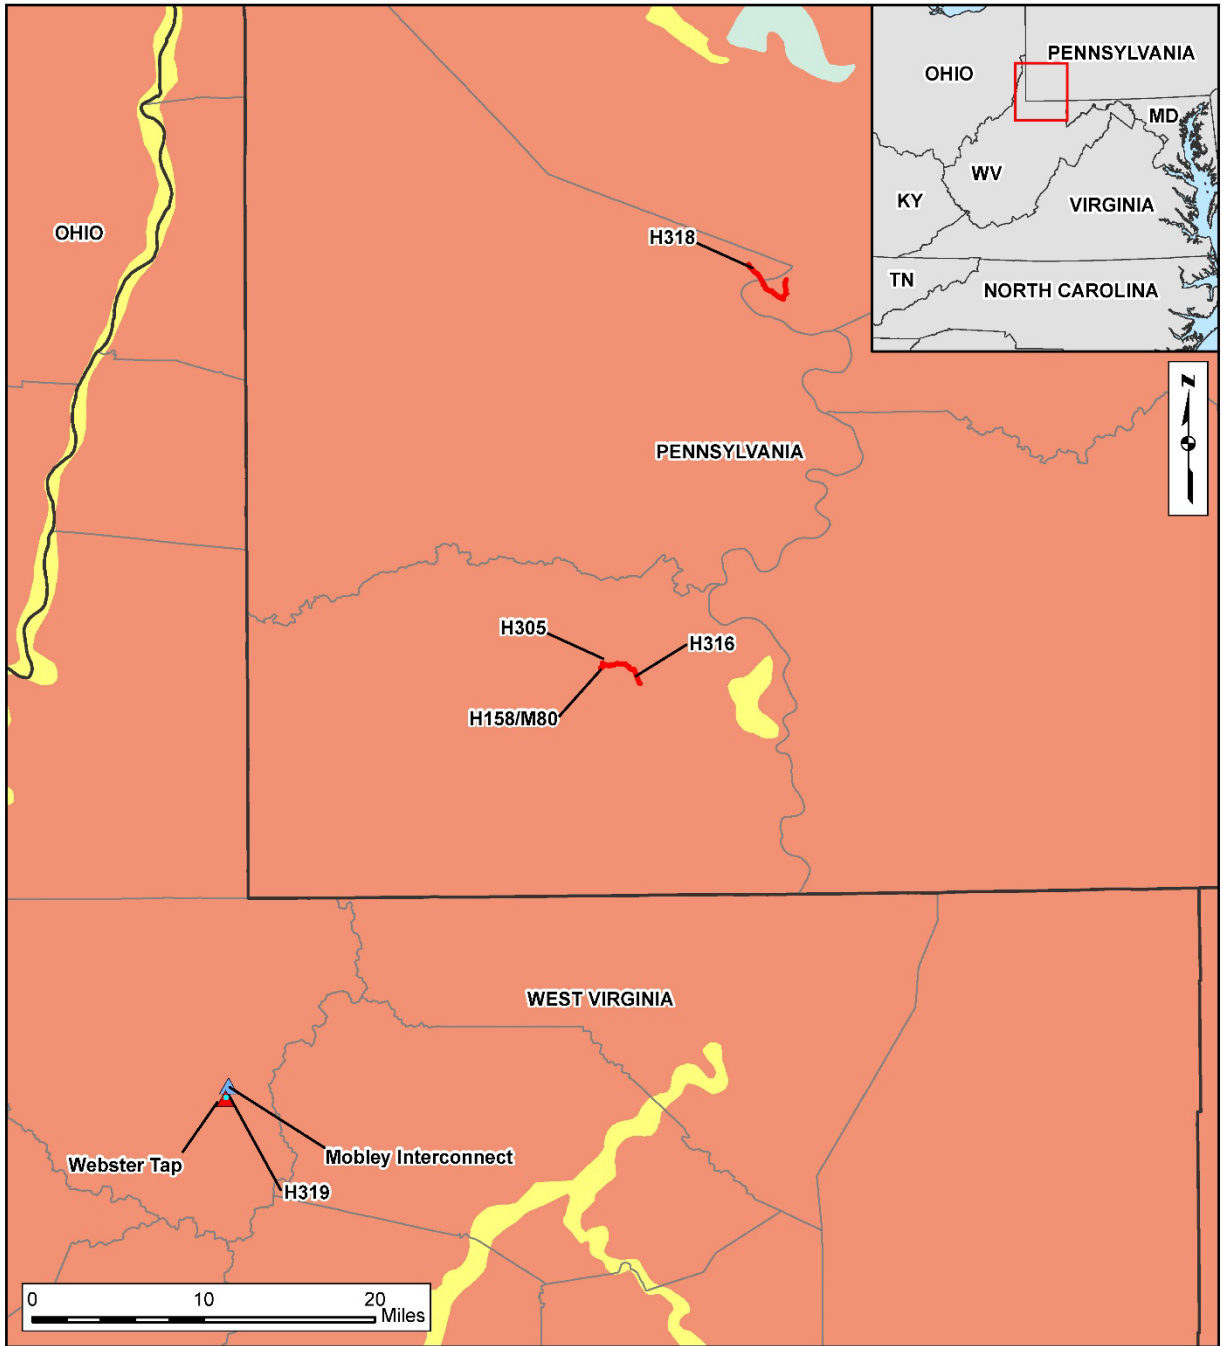 PENNSYLVANIA
OHIO
MD
WV
KY
VIRGINIA
TN
NORTH CAROLINA
OHIO
H318
N
PENNSYLVANIA
H305
H316
H158/M80
WEST VIRGINIA
Webster Tap
Mobley Interconnect
H319
0 10 20
Miles